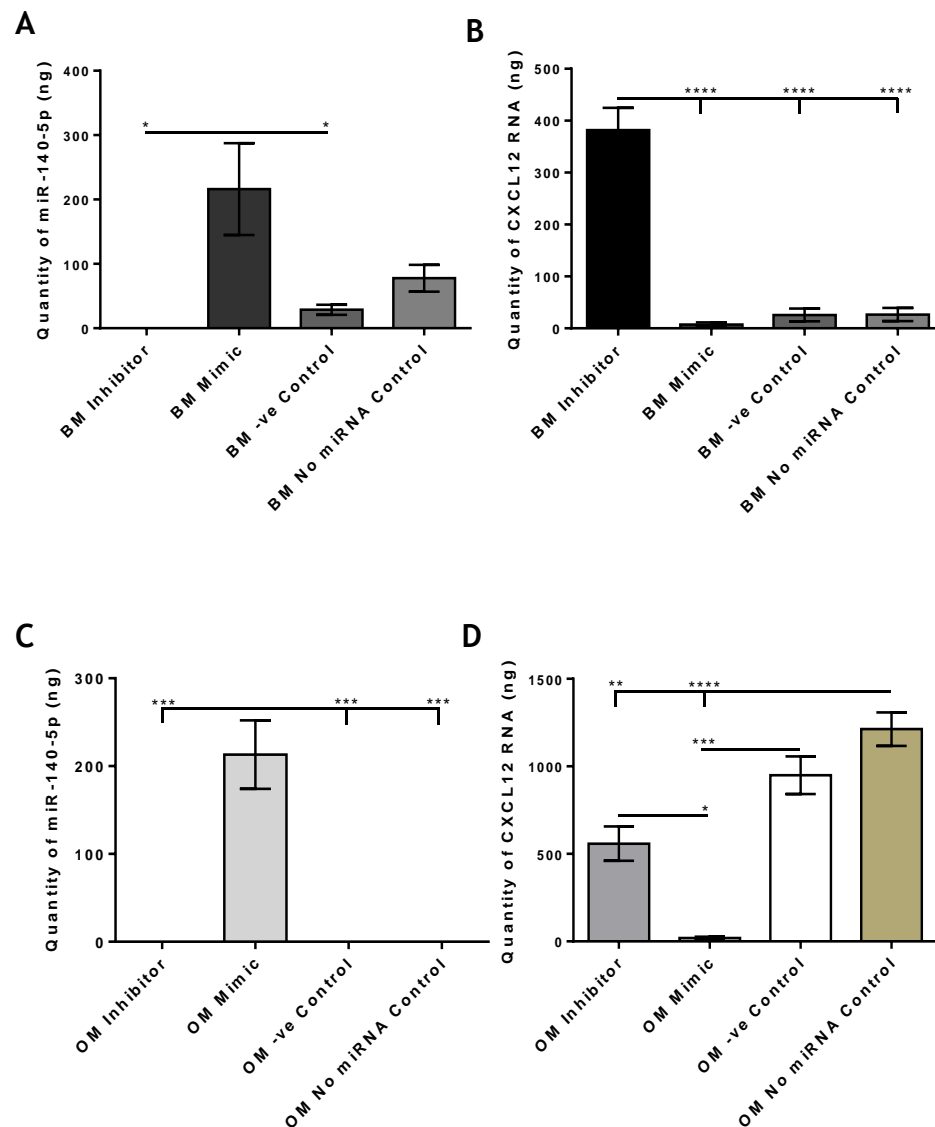 A
Quantity of miR-140-5p (ng)
400
300
200
100
0
* *
BM Inhibitor
BM Mimic
BM -ve Control
BM No miRNA Control
B
Quantity of CXCL12 RNA (ng)
500
400
300
200
100
0
**** **** ****
BM Inhibitor
BM Mimic
BM -ve Control
BM No miRNA Control
C
Quantity of miR-140-5p (ng)
300
200
100
0
*** *** ***
OM Inhibitor
OM Mimic
OM -ve Control
OM No miRNA Control
D
Quantity of CXCL12 RNA (ng)
1500
1000
500
0
** ****
***
*
OM Inhibitor
OM Mimic
OM -ve Control
OM No miRNA Control